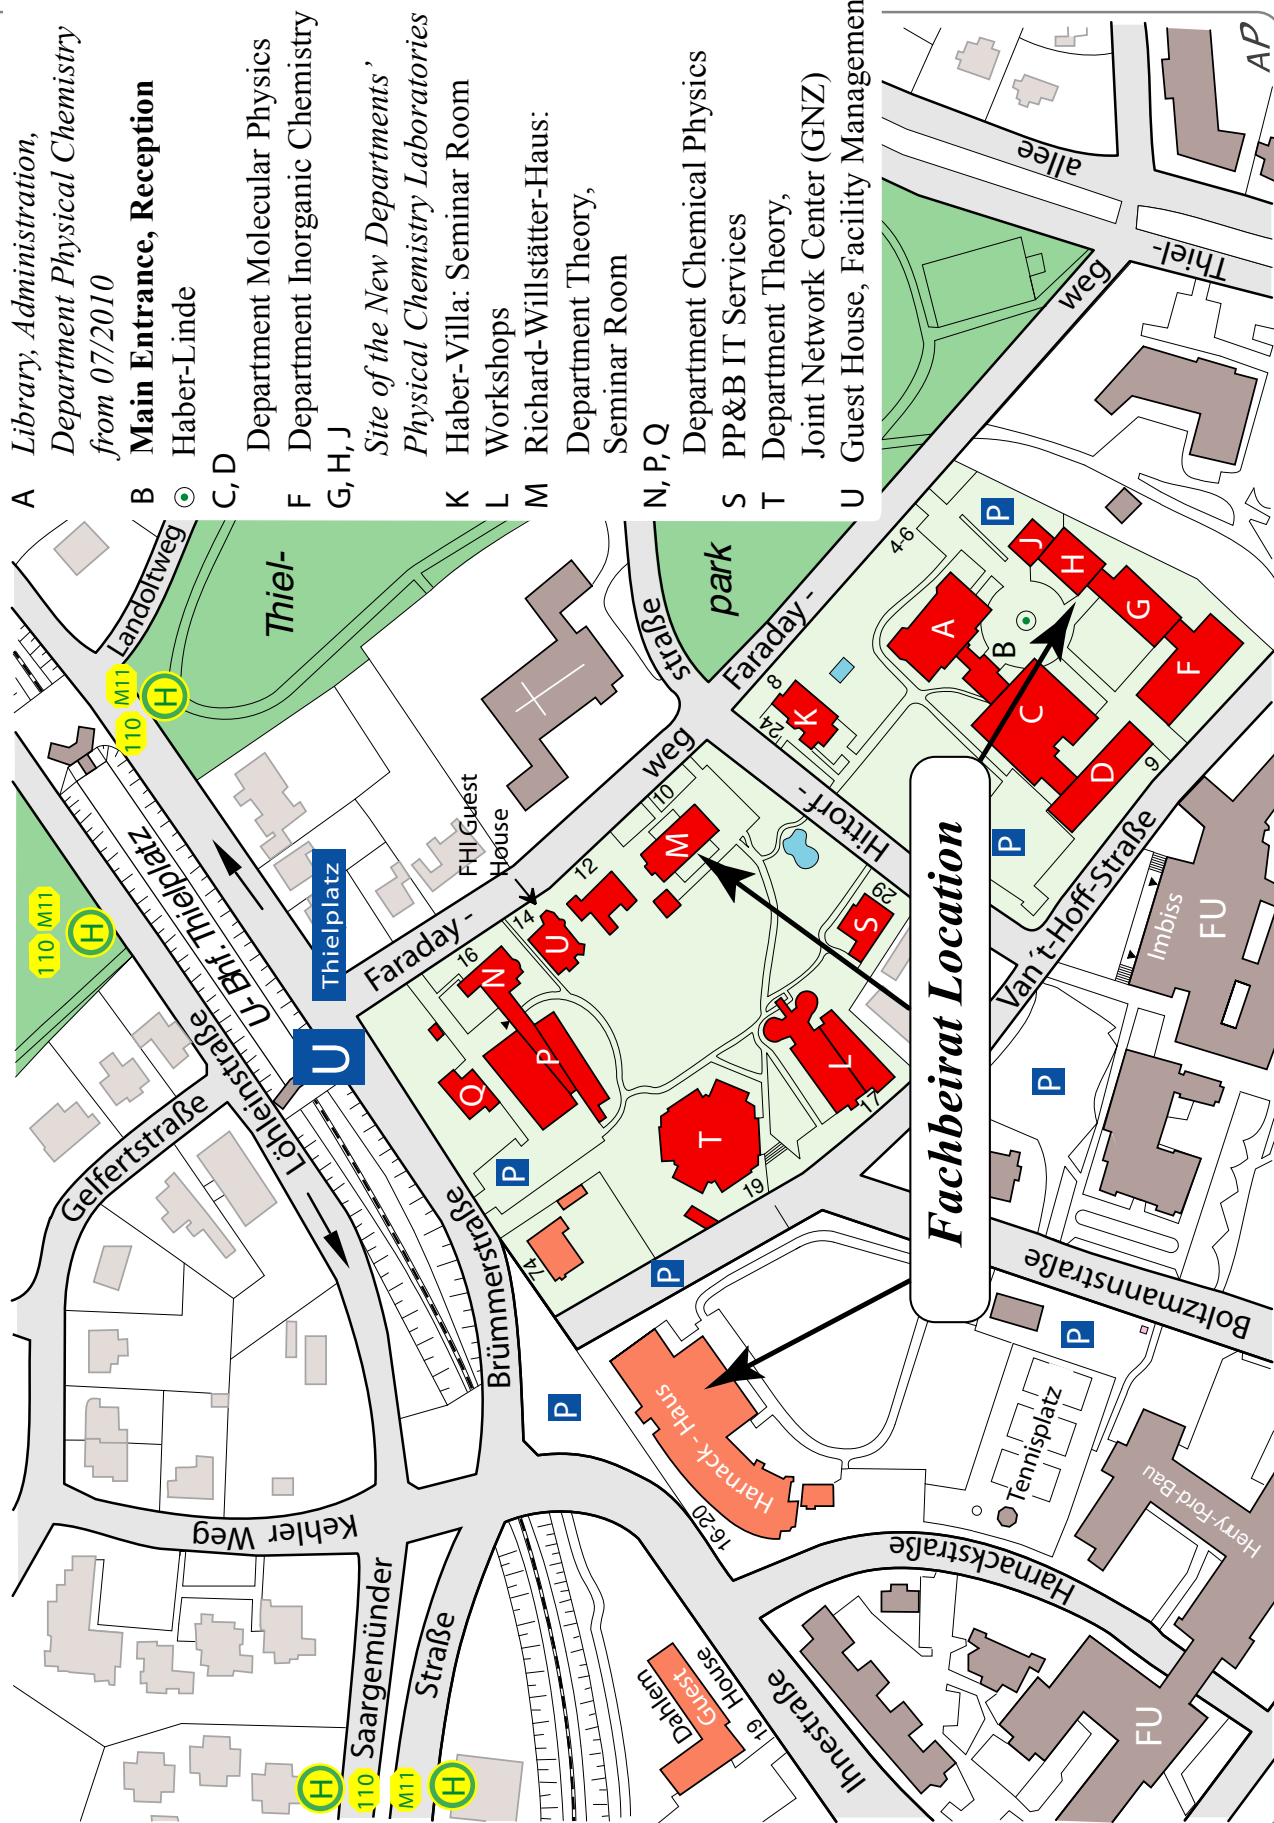 A Library, Administration,
Department Physical Chemistry
from 07/2010
B Main Entrance, Reception
Haber-Linde
C, D
Department Molecular Physics
F Department Inorganic Chemistry
G, H, J
Site of the New Departments'
Physical Chemistry Laboratories
K Haber-Villa: Seminar Room
L Workshops
M Richard-Willstätter-Haus:
Department Theory,
Seminar Room
N, P, Q
Department Chemical Physics
S PP&B IT Services
T Department Theory,
Joint Network Center (GNZ)
U Guest House, Facility Managemen
Landoltweg
Thiel-
park
110
M11
H
110
M11
H
U-Bhf. Thielplatz
Löhleinstraße
Gelfertstraße
U
Thielplatz
Faraday -
weg
straße
Faraday -
weg
Thiel-
allee
AP
FHI Guest
House
16
14
12
10
8
24
4-6
9
29
17
19
74
N
U
M
K
A
B
C
D
F
G
H
J
P
Q
T
L
S
P
P
P
P
P
P
P
Hittorf -
Van´t-Hoff-Straße
Imbiss
FU
Brümmerstraße
Fachbeirat Location
Boltzmannstraße
Harnack - Haus
16-20
Tennisplatz
Henry-Ford-Bau
Harnackstraße
Kehler Weg
Saargemünder
Straße
H
110
M11
H
Dahlem
Guest
House
19
Ihnestraße
FU